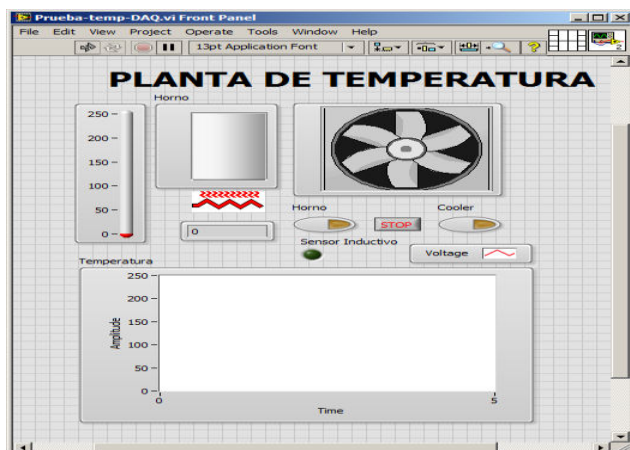 Prueba-temp-DAQ.vi Front Panel
File Edit View Project Operate Tools Window Help
13pt Application Font
2
PLANTA DE TEMPERATURA
Horno
250
200
150
100
50
0
0
Horno
STOP
Cooler
Sensor Inductivo
Voltage
Temperatura
250
200
150
100
50
0
Amplitude
0
5
Time